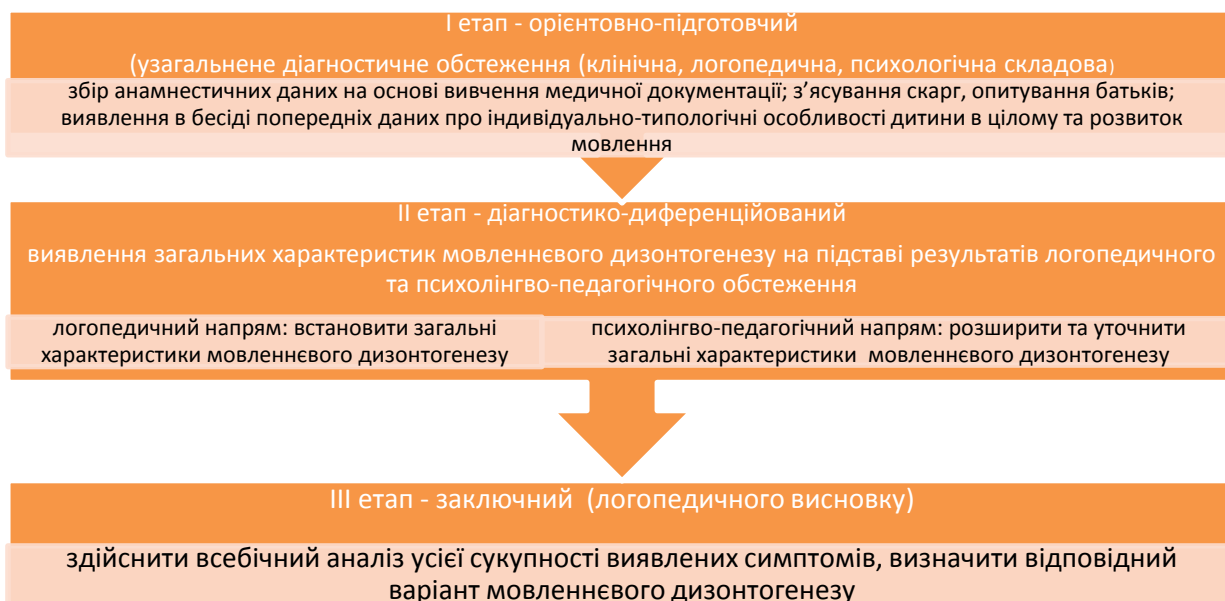 І етап - орієнтовно-підготовчий
(узагальнене діагностичне обстеження (клінічна, логопедична, психологічна складова)
збір анамнестичних даних на основі вивчення медичної документації; з’ясування скарг, опитування батьків;
виявлення в бесіді попередніх даних про індивідуально-типологічні особливості дитини в цілому та розвиток
мовлення
ІІ етап - діагностико-диференційований
виявлення загальних характеристик мовленнєвого дизонтогенезу на підставі результатів логопедичного
та психолінгво-педагогічного обстеження
логопедичний напрям: встановити загальні
характеристики мовленнєвого дизонтогенезу
психолінгво-педагогічний напрям: розширити та уточнити
загальні характеристики мовленнєвого дизонтогенезу
ІІІ етап - заключний (логопедичного висновку)
здійснити всебічний аналіз усієї сукупності виявлених симптомів, визначити відповідний
варіант мовленнєвого дизонтогенезу